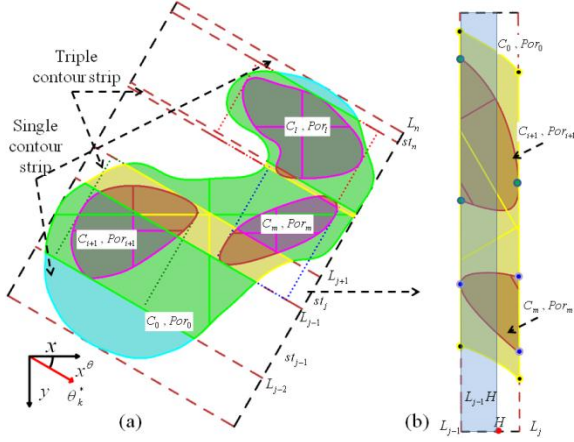 Triple
contour strip
Single
contour
strip
C_l , Por_l
C_{i+1} , Por_{i+1}
C_m , Por_m
C_0 , Por_0
L_n
st_n
L_{j+1}
st_j
L_{j-1}
st_{j-1}
L_{j-2}
x
x^θ
θ_k^*
y
(a)
C_0 , Por_0
C_{i+1} , Por_{i+1}
C_m , Por_m
L_{j-1}H
L_{j-1}
H
L_j
(b)